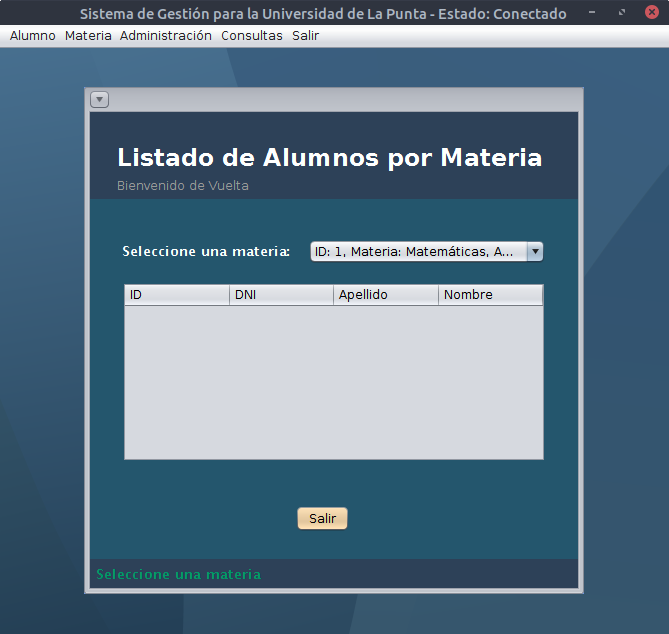 Sistema de Gestión para la Universidad de La Punta - Estado: Conectado
Alumno Materia Administración Consultas Salir
Listado de Alumnos por Materia
Bienvenido de Vuelta
Seleccione una materia: ID: 1, Materia: Matemáticas, A...
ID DNI Apellido Nombre
Salir
Seleccione una materia